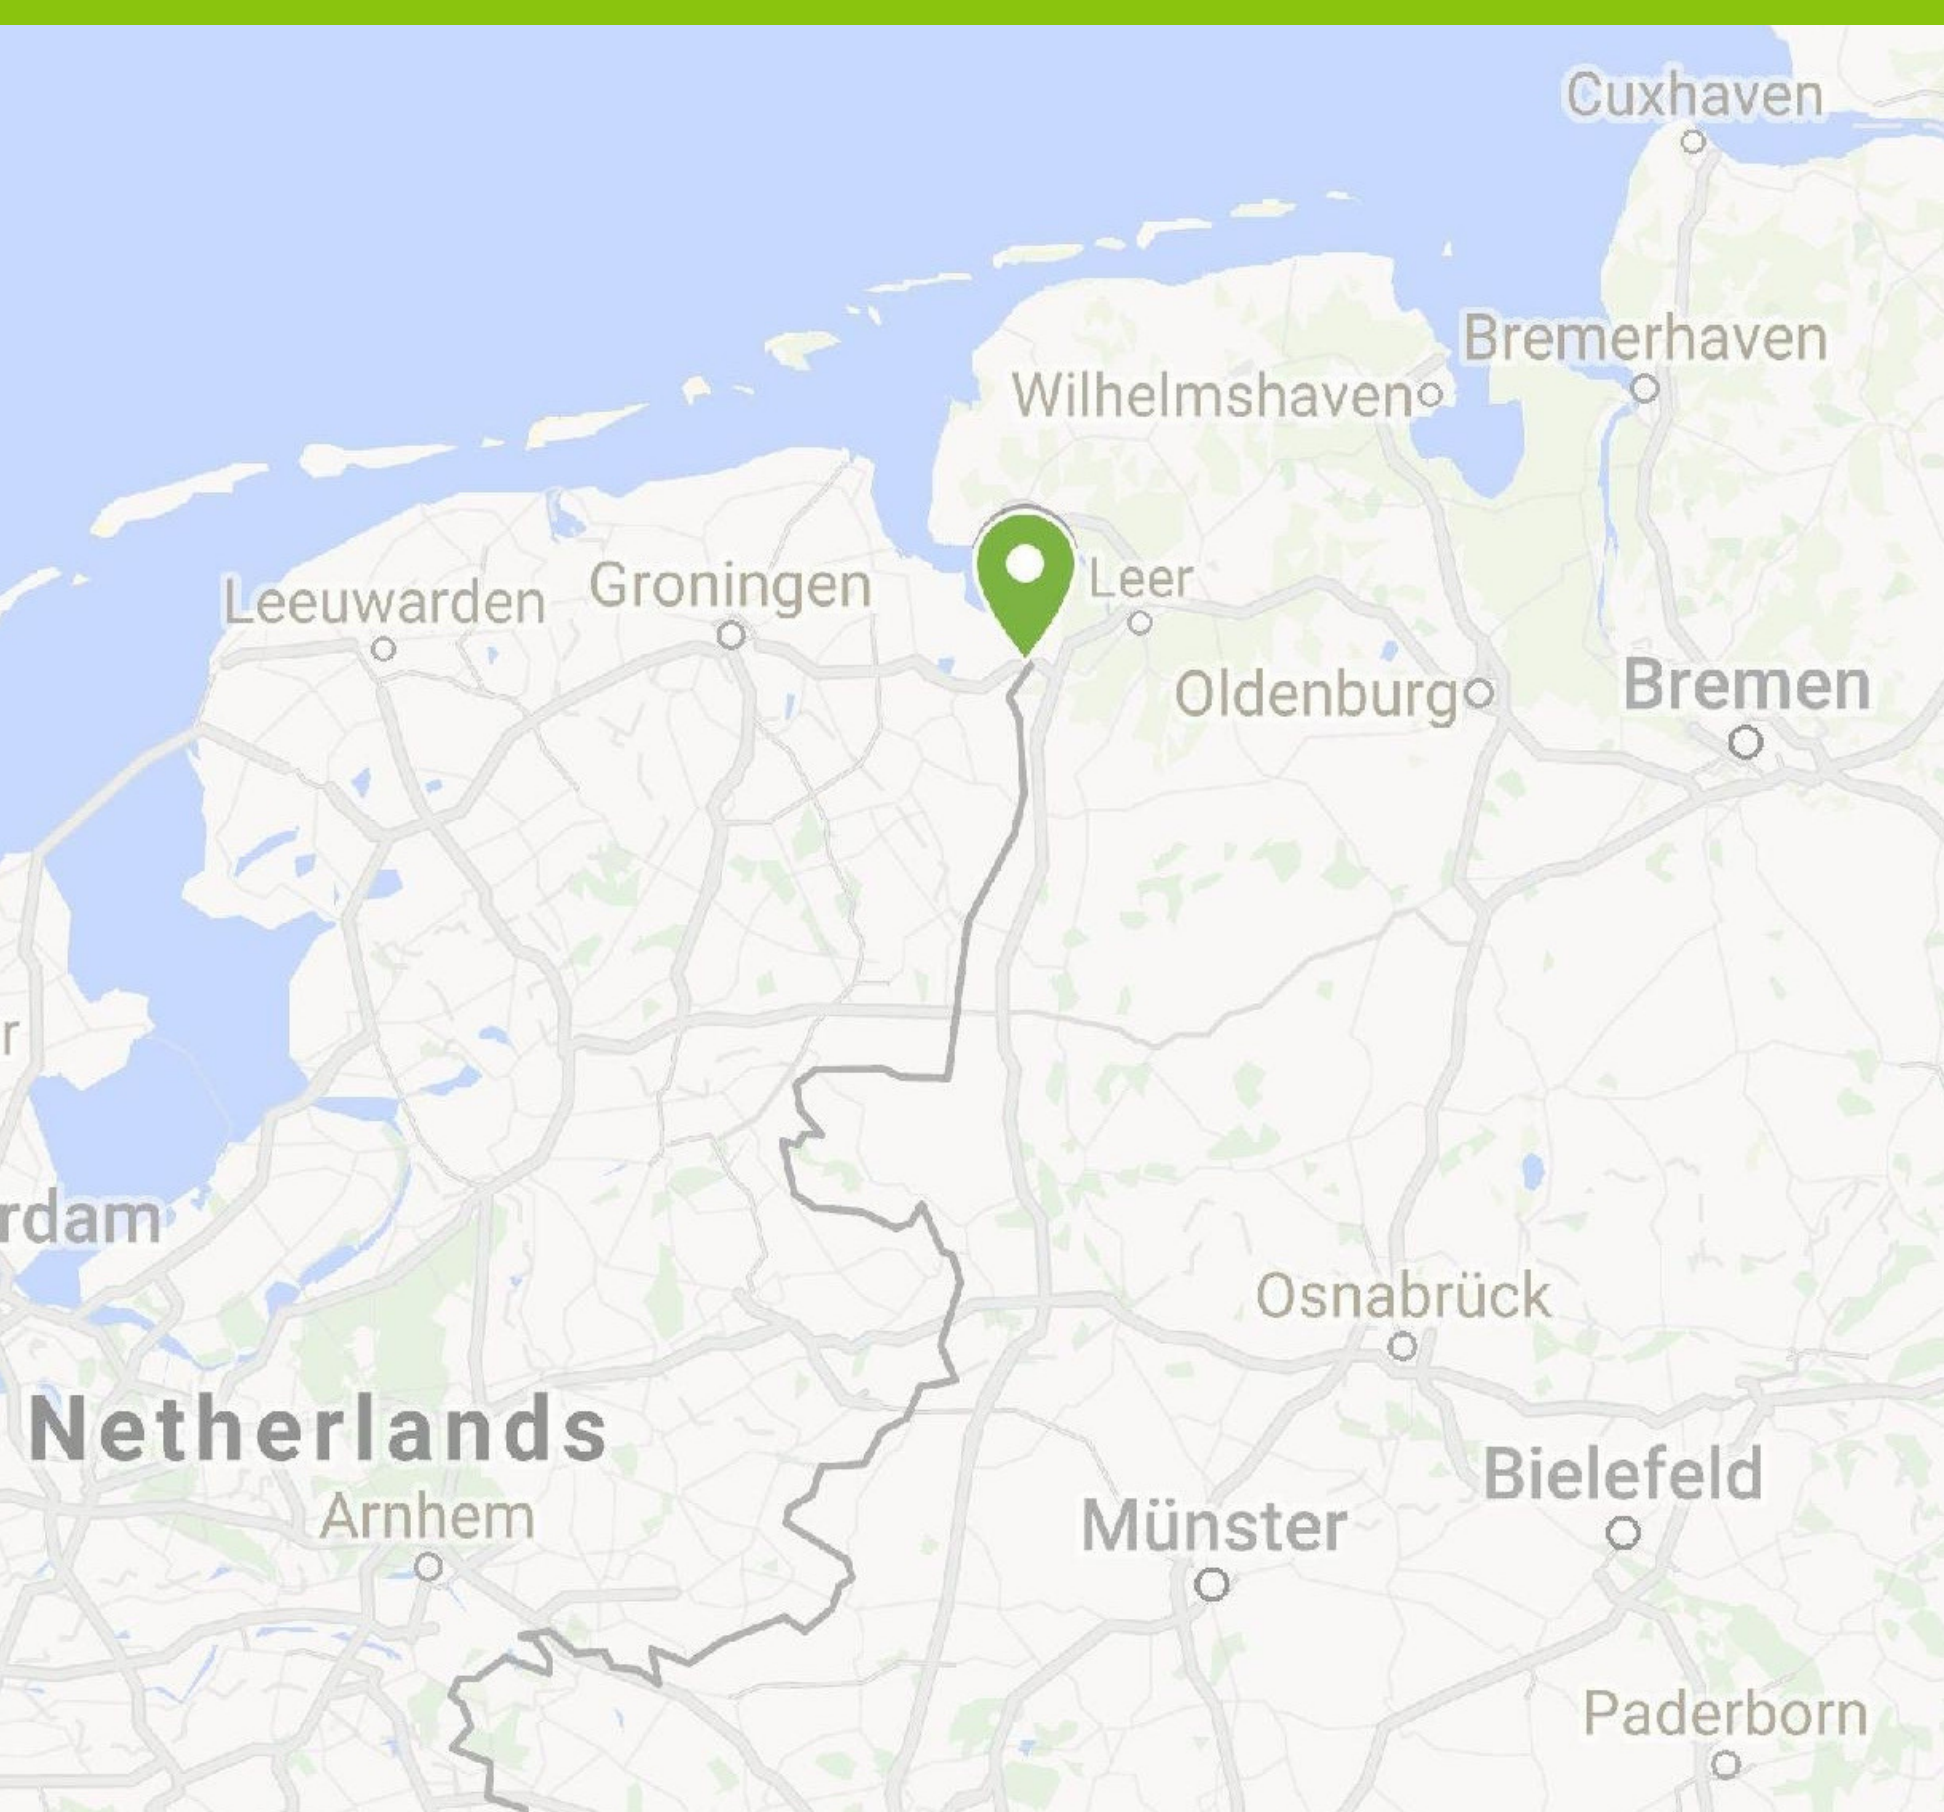 Cuxhaven
Bremerhaven
Wilhelmshaven
Leeuwarden
Groningen
Leer
Oldenburg
Bremen
r
rdam
Osnabrück
Netherlands
Arnhem
Münster
Bielefeld
Paderborn